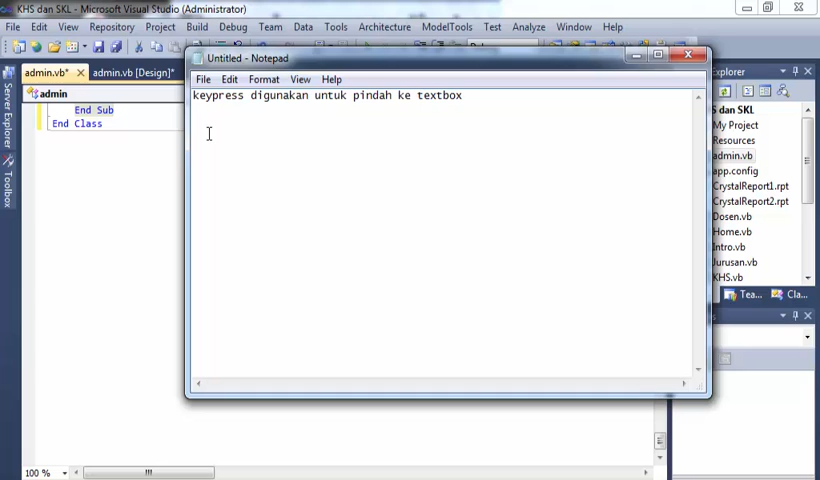 KHS dan SKL - Microsoft Visual Studio (Administrator)
File Edit View Repository Project Build Debug Team Data Tools Architecture Test Analyze Window Help
Untitled - Notepad
File Edit Format View Help
keypress digunakan untuk pindah ke textbox
admin.vb* admin.vb [Design]*
admin
End Sub
End Class
Server Explorer
Toolbox
100 %
Explorer
s dan SKL
My Project
Resources
admin.vb
app.config
CrystalReport1.rpt
CrystalReport2.rpt
Dosen.vb
Home.vb
Intro.vb
Jurusan.vb
KHS.vb
Tea... Cla...